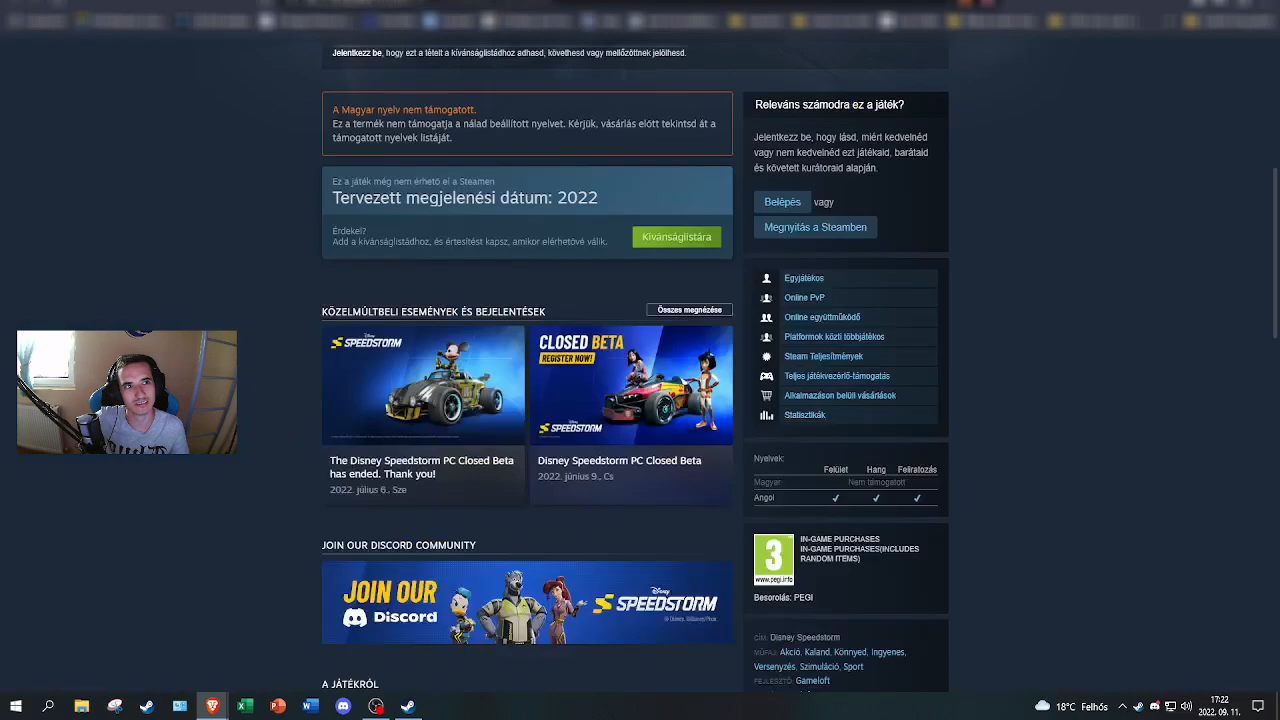 Jelentkezz be, hogy ezt a tételt a kívánságlistádhoz adhasd, követhesd vagy mellőzöttnek jelölhesd.
A Magyar nyelv nem támogatott.
Ez a termék nem támogatja a nálad beállított nyelvet. Kérjük, vásárlás előtt tekintsd át a
támogatott nyelvek listáját.
Ez a játék még nem érhető el a Steamen
Tervezett megjelenési dátum: 2022
Érdekel?
Add a kívánságlistádhoz, és értesítést kapsz, amikor elérhetővé válik.
Kívánságlistára
KÖZELMÚLTBELI ESEMÉNYEK ÉS BEJELENTÉSEK
Összes megnézése
Disney
SPEEDSTORM
CLOSED BETA
REGISTER NOW!
Disney
SPEEDSTORM
The Disney Speedstorm PC Closed Beta
has ended. Thank you!
2022. július 6., Sze
Disney Speedstorm PC Closed Beta
2022. június 9., Cs
JOIN OUR DISCORD COMMUNITY
JOIN OUR
Discord
Disney
SPEEDSTORM
A JÁTÉKRÓL
Releváns számodra ez a játék?
Jelentkezz be, hogy lásd, miért kedvelnéd
vagy nem kedvelnéd ezt játékaid, barátaid
és követett kurátoraid alapján.
Belépés vagy
Megnyitás a Steamben
Egyjátékos
Online PvP
Online együttműködő
Platformok közti többjátékos
Steam Teljesítmények
Teljes játékvezérlő-támogatás
Alkalmazáson belüli vásárlások
Statisztikák
Nyelvek:
Felület Hang Feliratozás
Magyar Nem támogatott
Angol ✔ ✔ ✔
3
www.pegi.info
IN-GAME PURCHASES
IN-GAME PURCHASES(INCLUDES
RANDOM ITEMS)
Besorolás: PEGI
CÍM: Disney Speedstorm
MŰFAJ: Akció, Kaland, Könnyed, Ingyenes,
Versenyzés, Szimuláció, Sport
FEJLESZTŐ: Gameloft
18°C Felhős
17:22
2022. 09. 11.